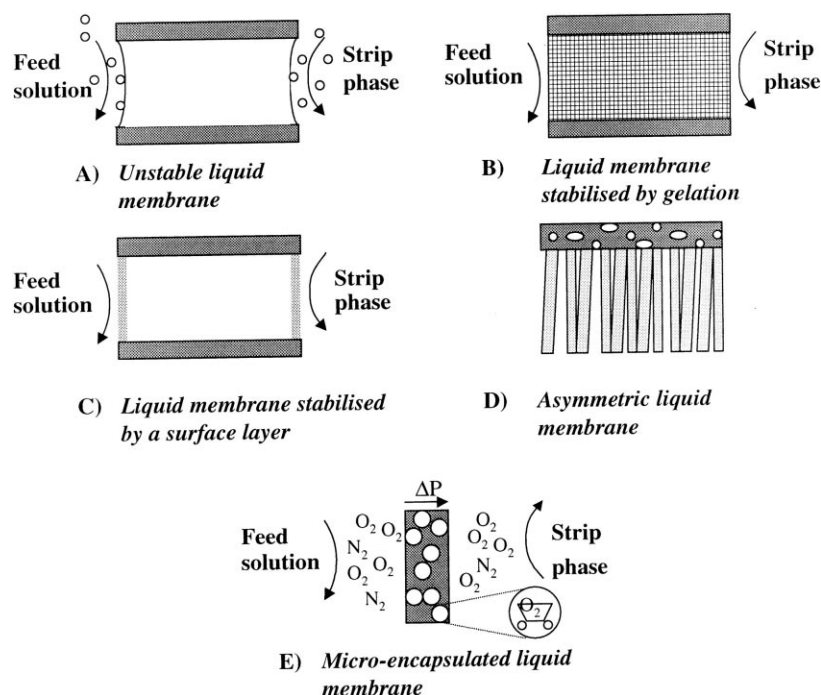 Feed
solution
Strip
phase
A) Unstable liquid
membrane
Feed
solution
Strip
phase
B) Liquid membrane
stabilised by gelation
Feed
solution
Strip
phase
C) Liquid membrane stabilised
by a surface layer
D) Asymmetric liquid
membrane
ΔP
Feed
solution
O₂ O₂
N₂
O₂ O₂
N₂
O₂
O₂ O₂
N₂
O₂
Strip
phase
O₂
E) Micro-encapsulated liquid
membrane